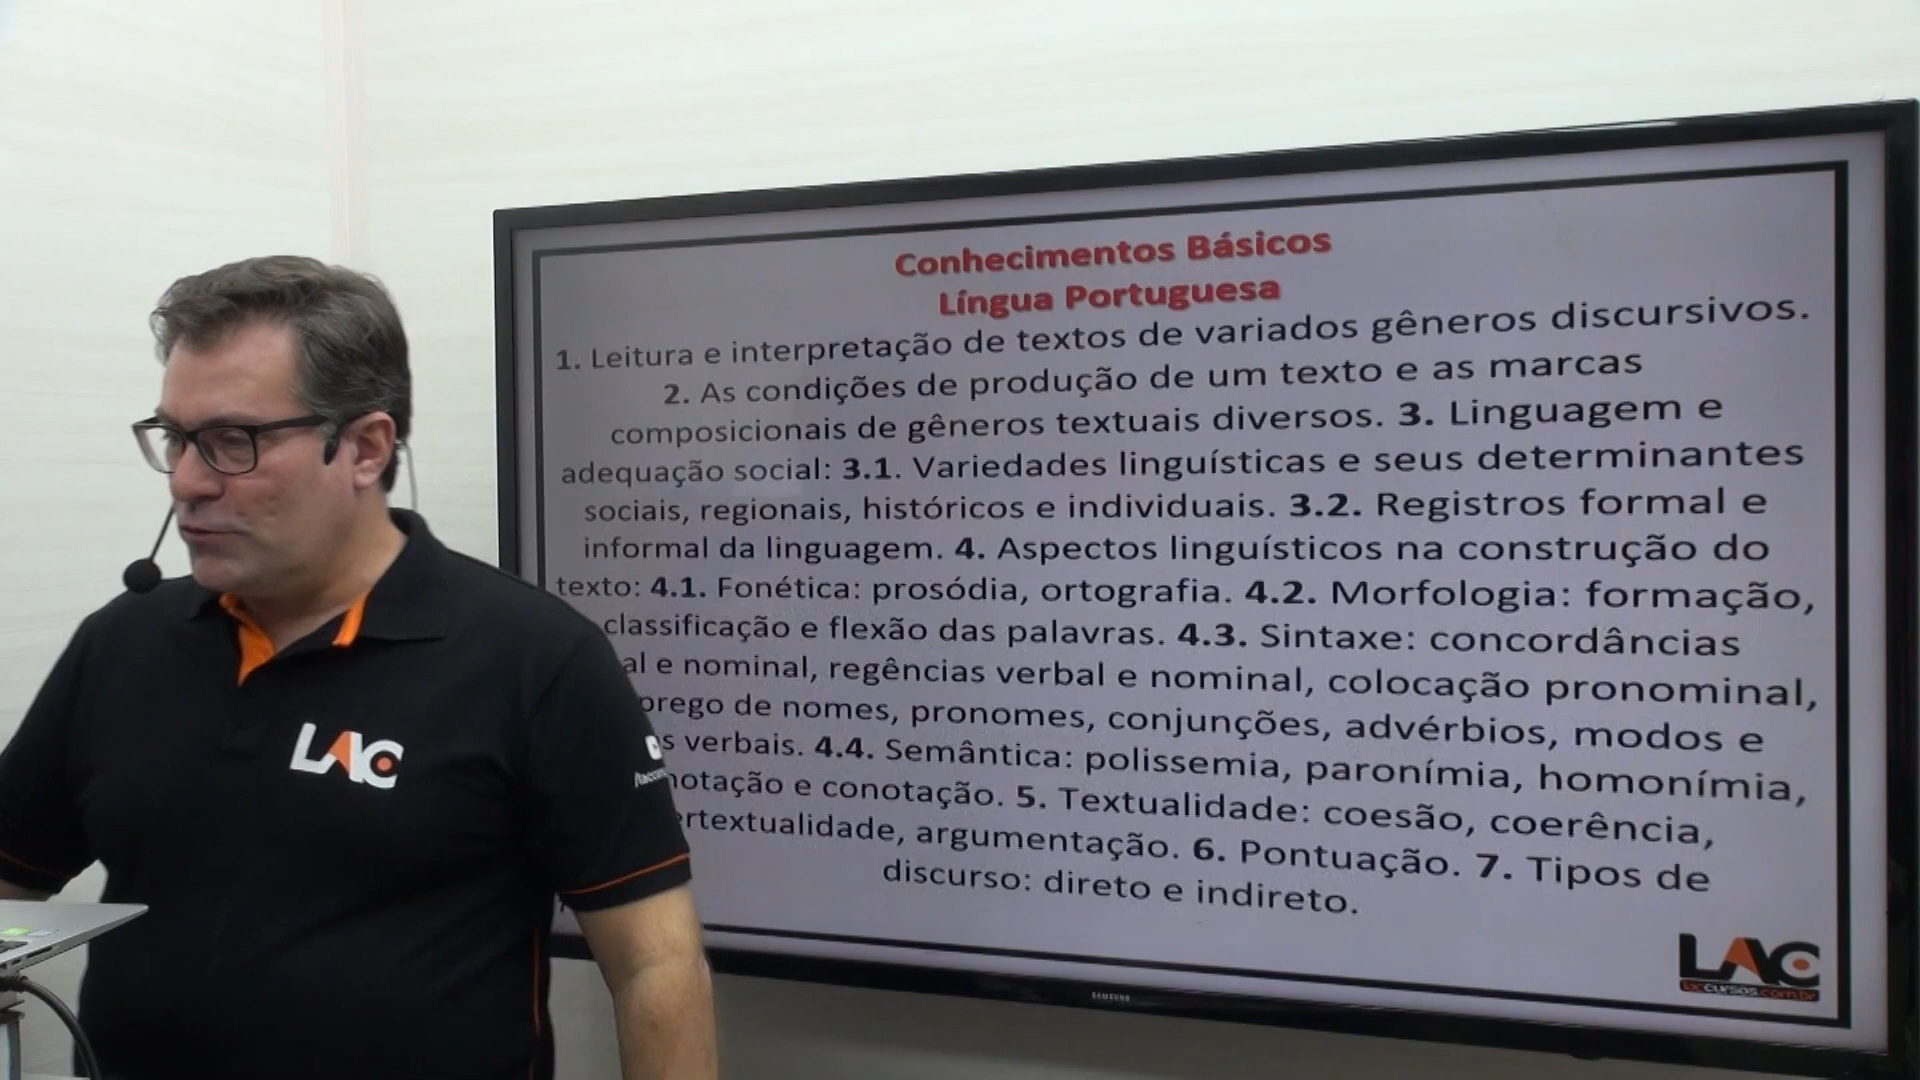 Conhecimentos Básicos
Língua Portuguesa
1. Leitura e interpretação de textos de variados gêneros discursivos.
2. As condições de produção de um texto e as marcas
composicionais de gêneros textuais diversos. 3. Linguagem e
adequação social: 3.1. Variedades linguísticas e seus determinantes
sociais, regionais, históricos e individuais. 3.2. Registros formal e
informal da linguagem. 4. Aspectos linguísticos na construção do
texto: 4.1. Fonética: prosódia, ortografia. 4.2. Morfologia: formação,
classificação e flexão das palavras. 4.3. Sintaxe: concordâncias
al e nominal, regências verbal e nominal, colocação pronominal,
prego de nomes, pronomes, conjunções, advérbios, modos e
s verbais. 4.4. Semântica: polissemia, paronímia, homonímia,
notação e conotação. 5. Textualidade: coesão, coerência,
ertextualidade, argumentação. 6. Pontuação. 7. Tipos de
discurso: direto e indireto.
LAC
laccursos.com.br
SAMSUNG
LAC